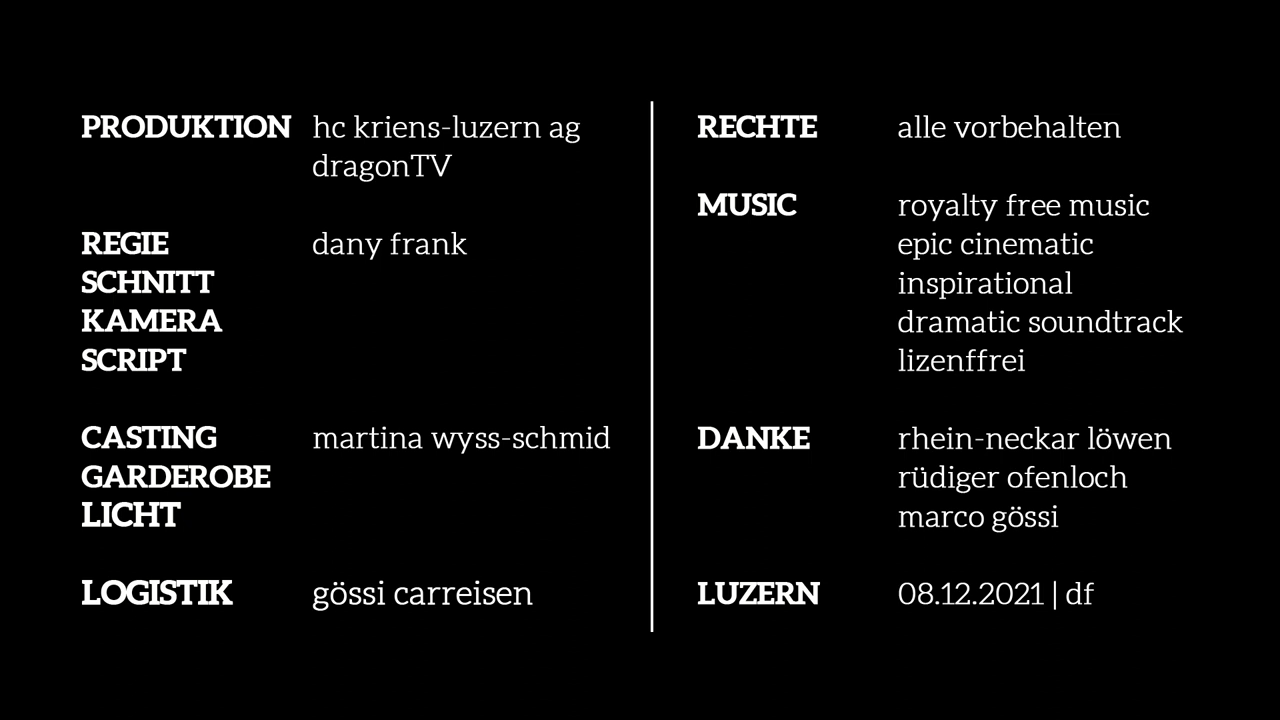 PRODUKTION hc kriens-luzern ag
dragonTV
REGIE dany frank
SCHNITT
KAMERA
SCRIPT
CASTING martina wyss-schmid
GARDEROBE
LICHT
LOGISTIK gössi carreisen
RECHTE alle vorbehalten
MUSIC royalty free music
epic cinematic
inspirational
dramatic soundtrack
lizenffrei
DANKE rhein-neckar löwen
rüdiger ofenloch
marco gössi
LUZERN 08.12.2021 | df